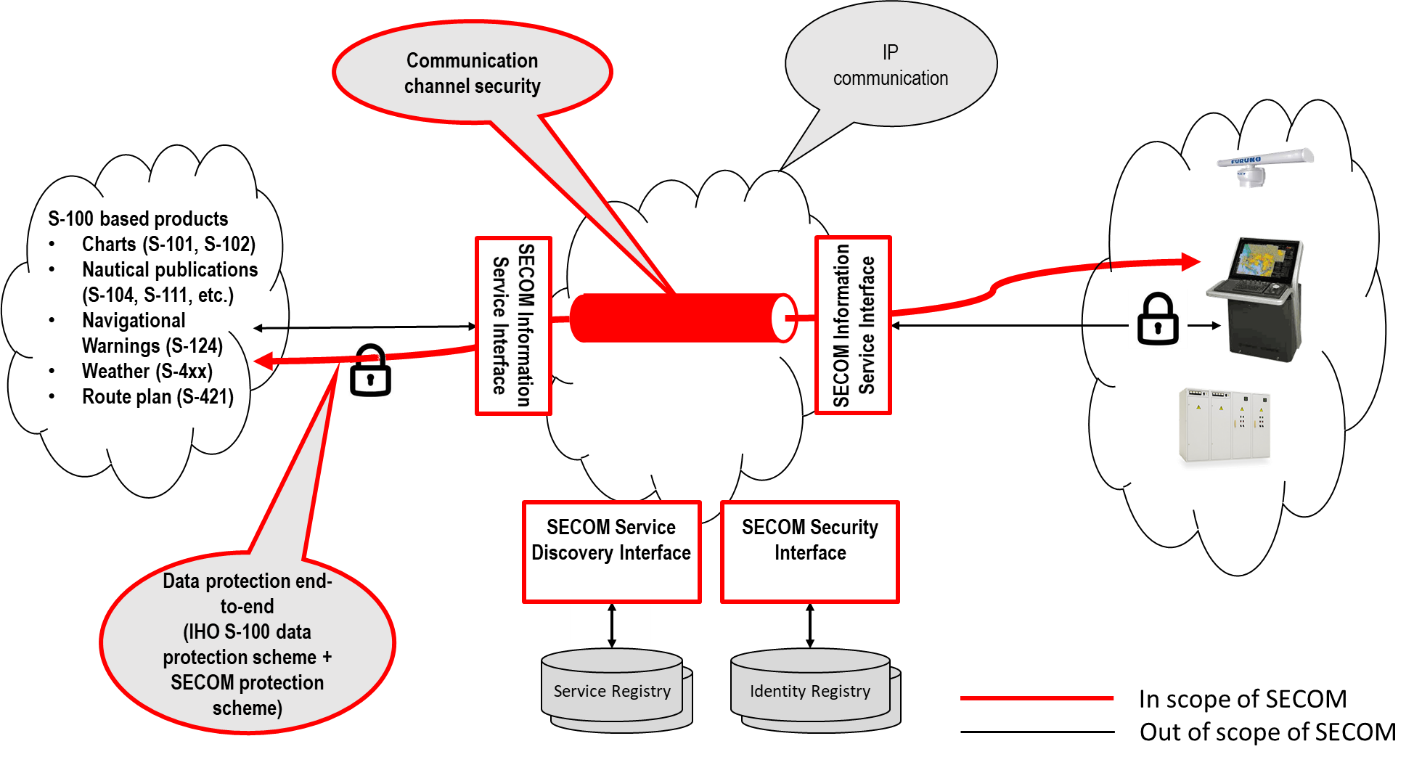 Communication
channel security
IP
communication
FURUNO
S-100 based products
• Charts (S-101, S-102)
• Nautical publications
(S-104, S-111, etc.)
• Navigational
Warnings (S-124)
• Weather (S-4xx)
• Route plan (S-421)
SECOM Information
Service Interface
SECOM Information
Service Interface
SECOM Service
Discovery Interface
SECOM Security
Interface
Data protection end-
to-end
(IHO S-100 data
protection scheme +
SECOM protection
scheme)
Service Registry
Identity Registry
In scope of SECOM
Out of scope of SECOM